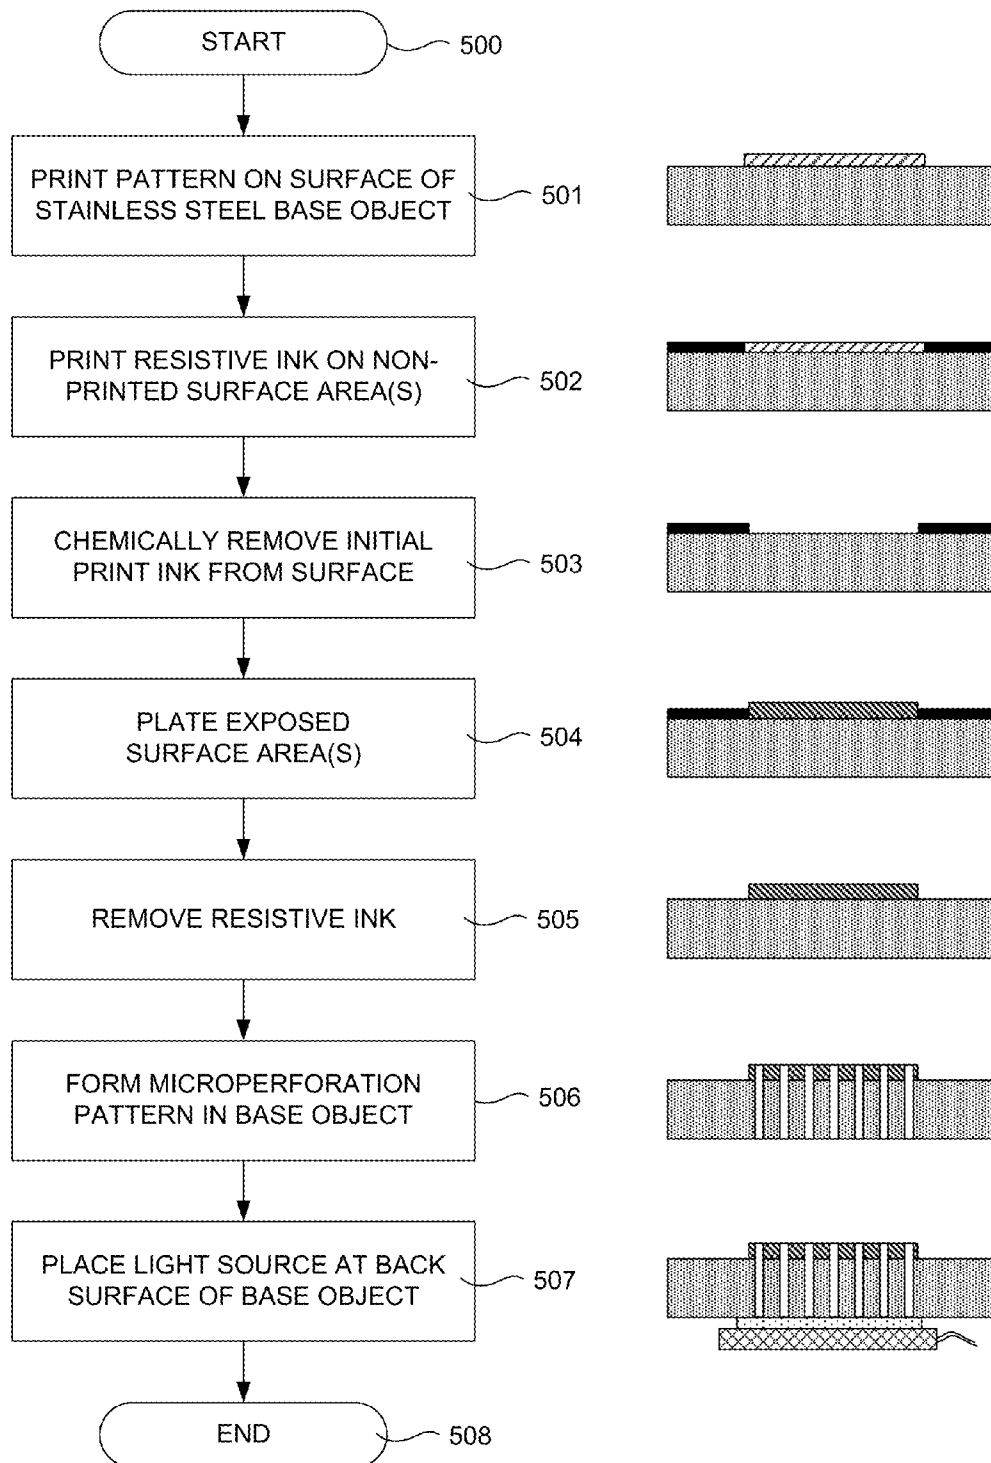 START
500
PRINT PATTERN ON SURFACE OF
STAINLESS STEEL BASE OBJECT
501
PRINT RESISTIVE INK ON NON-
PRINTED SURFACE AREA(S)
502
CHEMICALLY REMOVE INITIAL
PRINT INK FROM SURFACE
503
PLATE EXPOSED
SURFACE AREA(S)
504
REMOVE RESISTIVE INK
505
FORM MICROPERFORATION
PATTERN IN BASE OBJECT
506
PLACE LIGHT SOURCE AT BACK
SURFACE OF BASE OBJECT
507
END
508